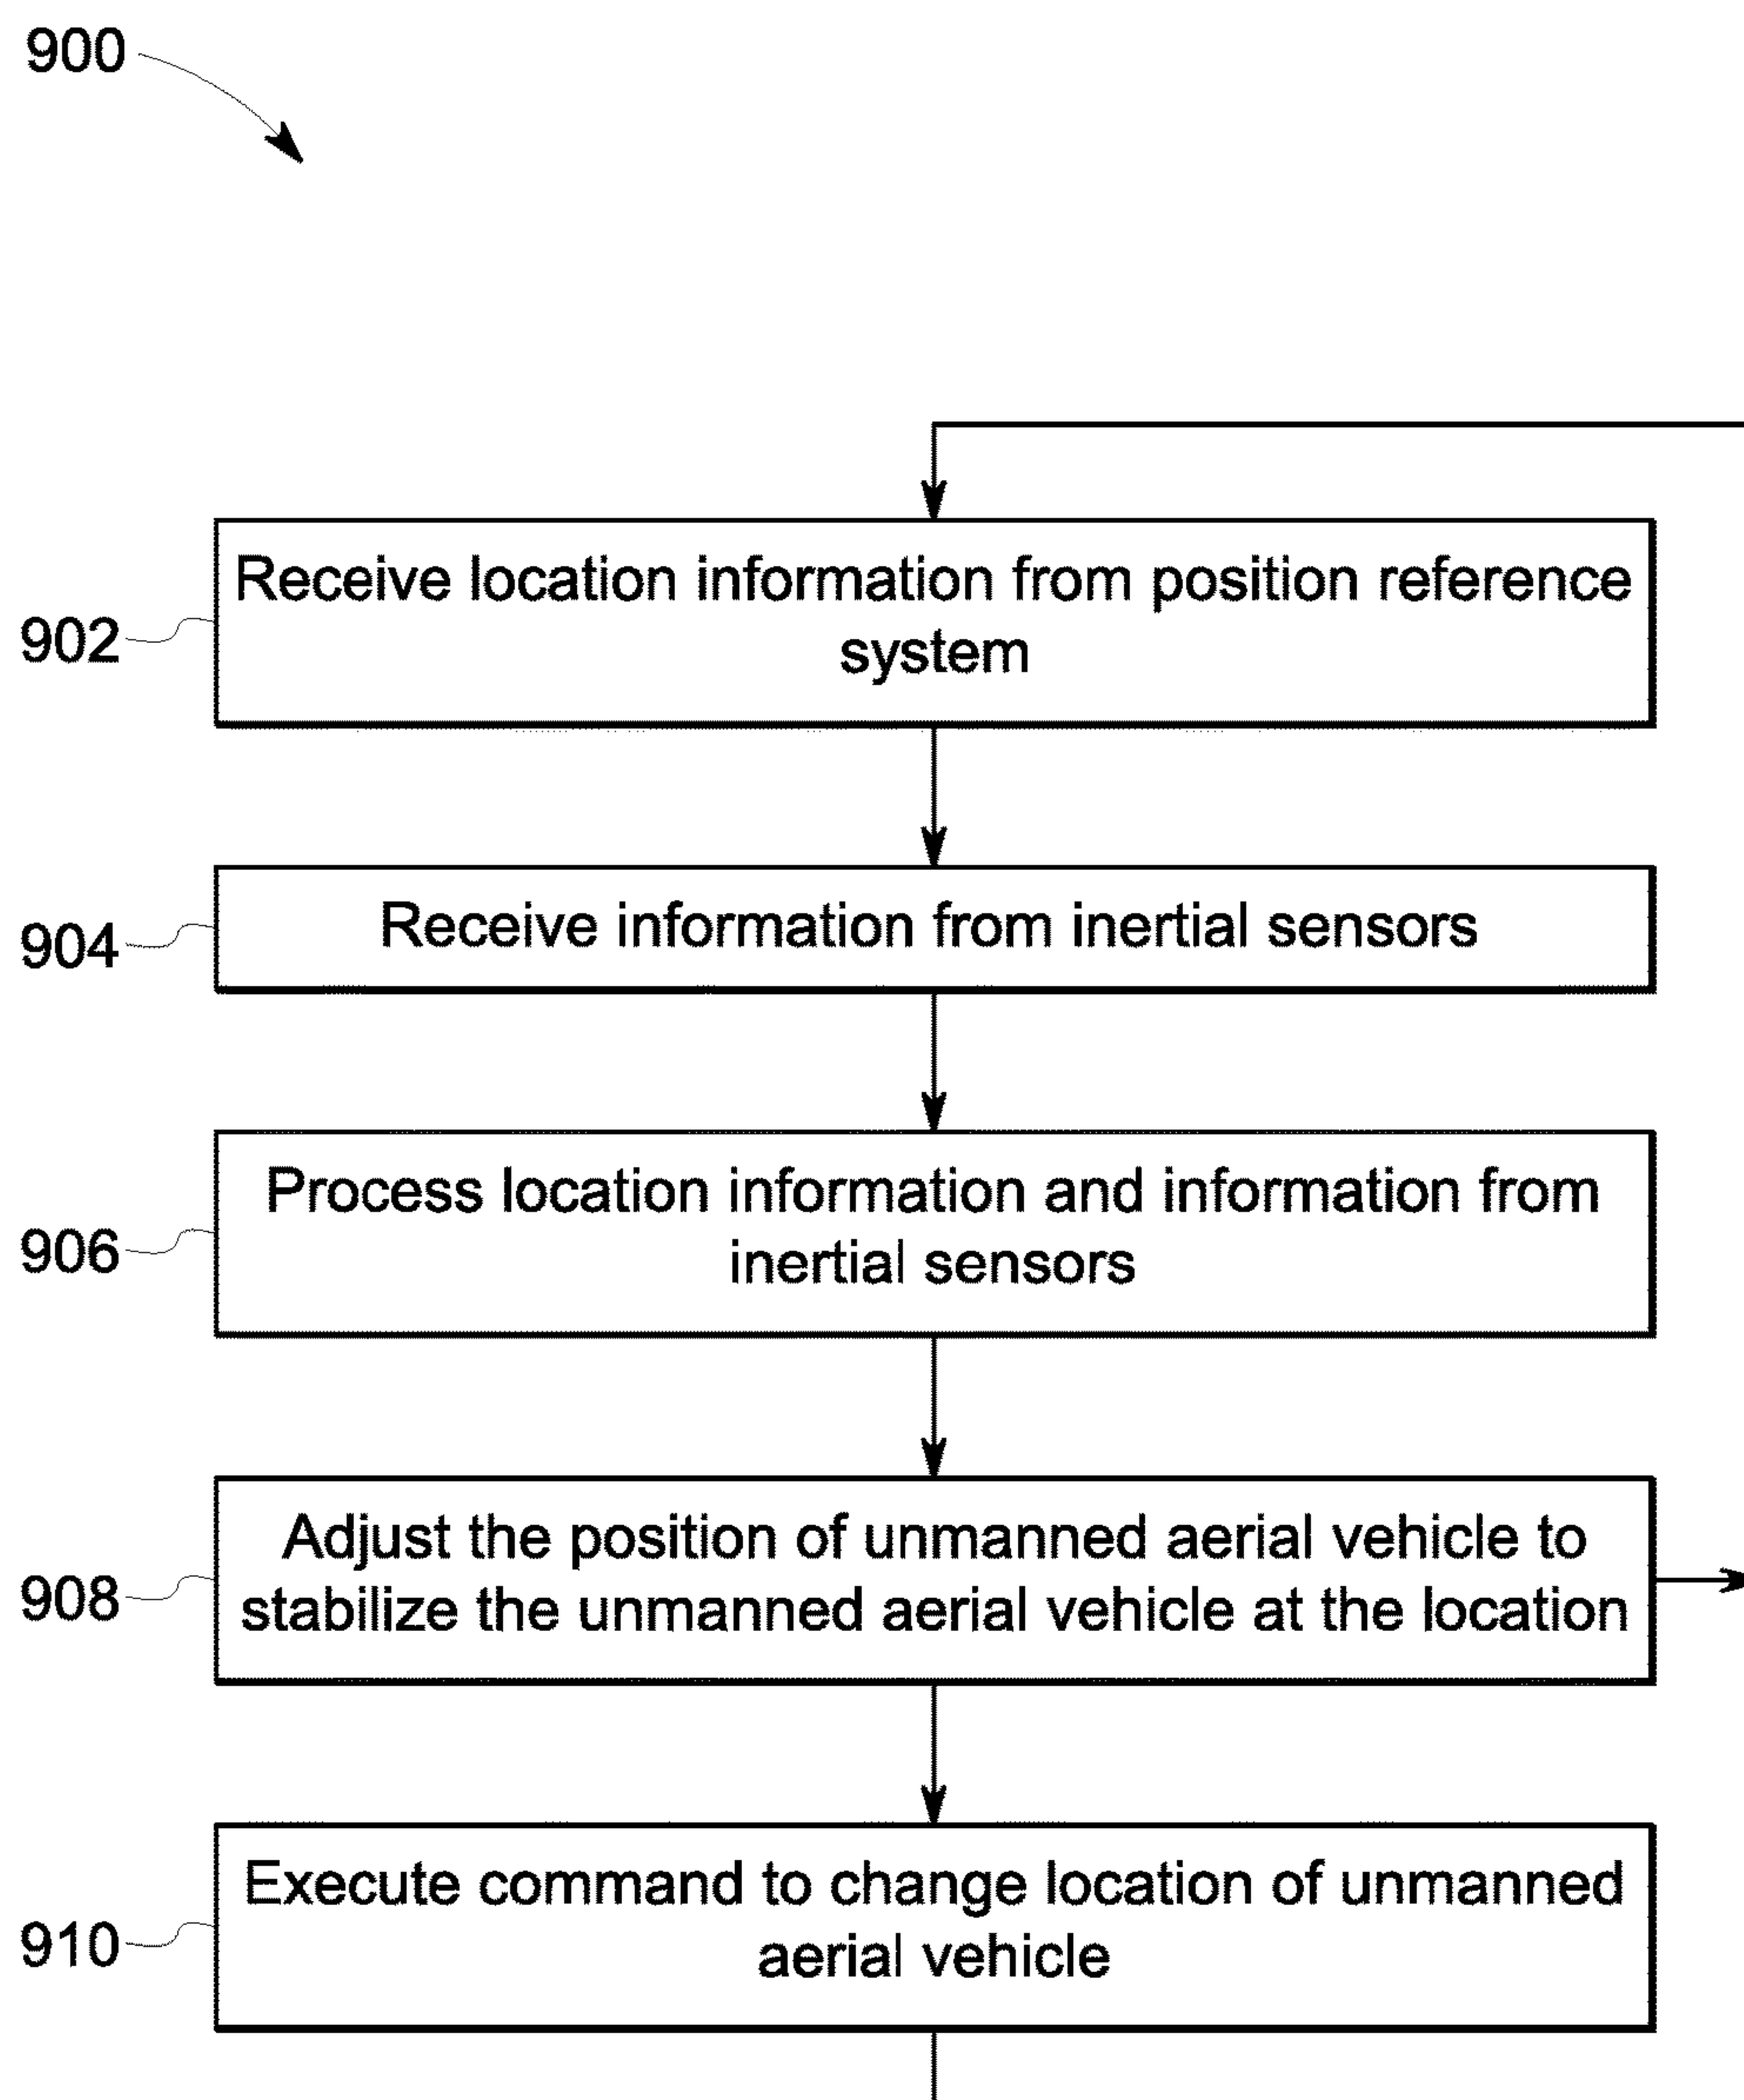 900
Receive location information from position reference
system
902
Receive information from inertial sensors
904
Process location information and information from
inertial sensors
906
Adjust the position of unmanned aerial vehicle to
stabilize the unmanned aerial vehicle at the location
908
Execute command to change location of unmanned
aerial vehicle
910